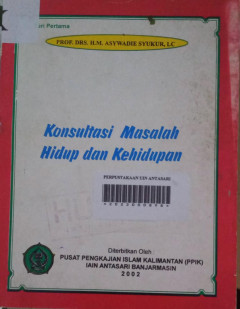 Pertama
PROF. DRS. H.M. ASYWADIE SYUKUR, LC
Konsultasi Masalah
Hidup dan Kehidupan
PERPUSTAKAAN UIN ANTASARI
Diterbitkan Oleh
PUSAT PENGKAJIAN ISLAM KALIMANTAN (PPIK)
IAIN ANTASARI BANJARMASIN
2002